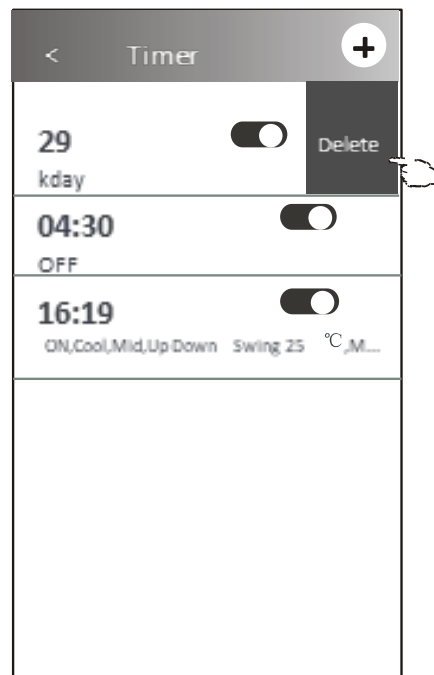 < Timer +
29 Delete
kday
04:30
OFF
16:19
ON,Cool,Mid,Up Down Swing 25 ℃,M...